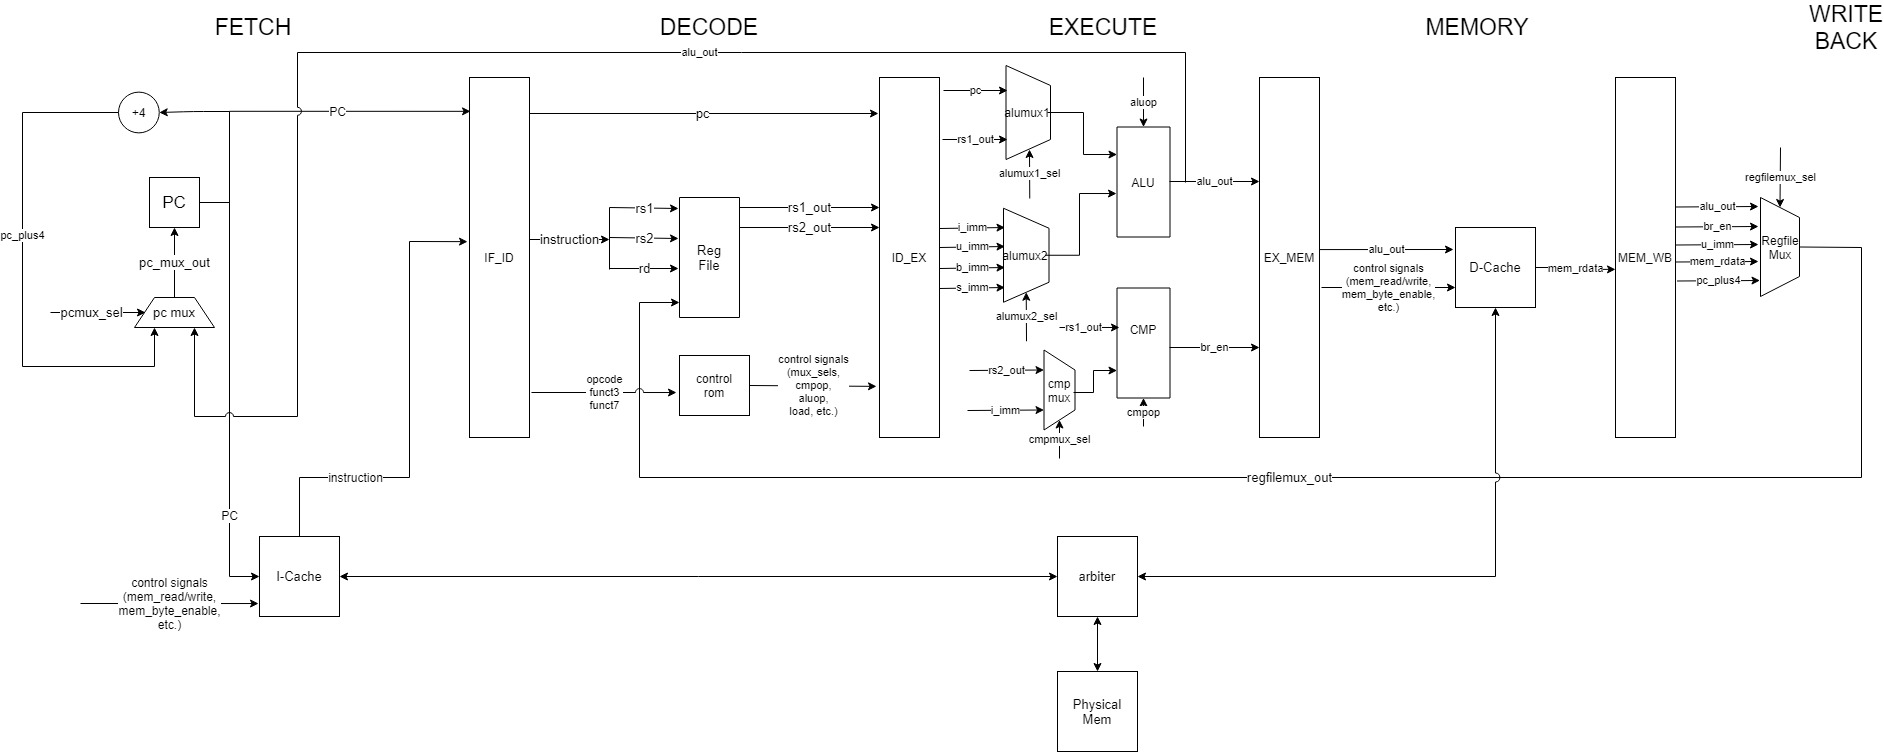 FETCH
DECODE
EXECUTE
MEMORY
WRITE
BACK
alu_out
+4
PC
pc
pc
alumux1
rs1_out
alumux1_sel
aluop
ALU
alu_out
PC
pc_plus4
pc_mux_out
pcmux_sel
pc mux
IF_ID
instruction
rs1
rs2
rd
Reg
File
rs1_out
rs2_out
ID_EX
i_imm
u_imm
b_imm
s_imm
alumux2
alumux2_sel
rs1_out
CMP
rs2_out
i_imm
cmp
mux
cmpmux_sel
cmpop
br_en
EX_MEM
alu_out
control signals
(mem_read/write,
mem_byte_enable,
etc.)
D-Cache
mem_rdata
MEM_WB
regfilemux_sel
alu_out
br_en
u_imm
mem_rdata
pc_plus4
Regfile
Mux
opcode
funct3
funct7
control
rom
control signals
(mux_sels,
cmpop,
aluop,
load, etc.)
instruction
regfilemux_out
PC
I-Cache
control signals
(mem_read/write,
mem_byte_enable,
etc.)
arbiter
Physical
Mem